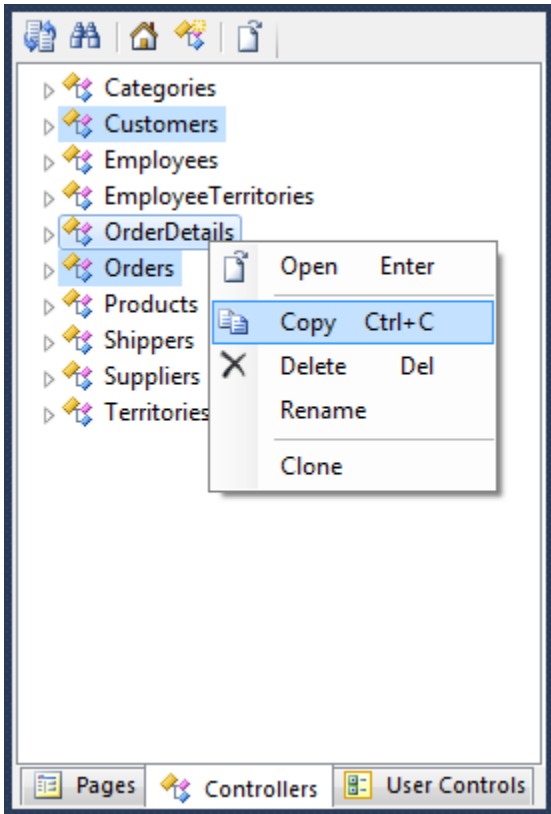 Categories
Customers
Employees
EmployeeTerritories
OrderDetails
Orders
Products
Shippers
Suppliers
Territories
Open Enter
Copy Ctrl+C
Delete Del
Rename
Clone
Pages Controllers User Controls